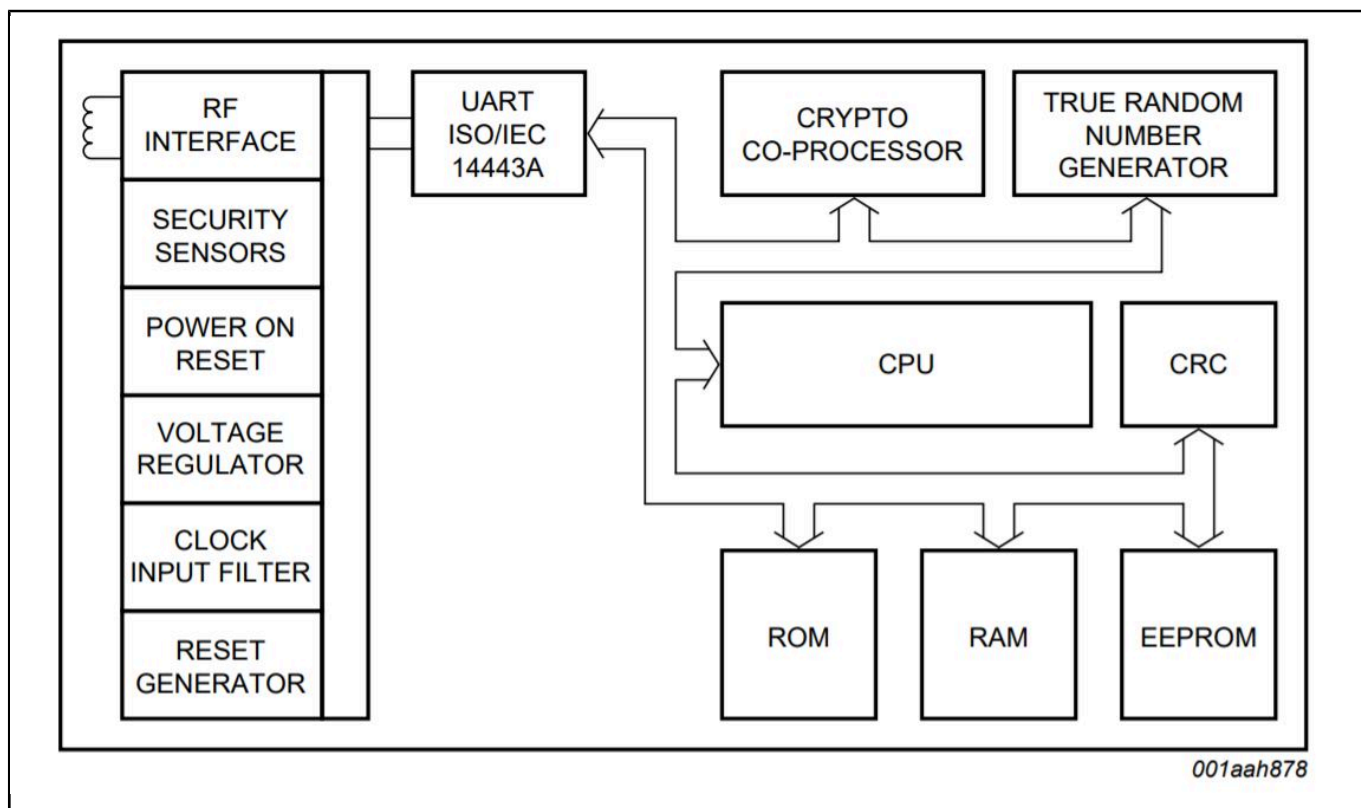 RF
INTERFACE
SECURITY
SENSORS
POWER ON
RESET
VOLTAGE
REGULATOR
CLOCK
INPUT FILTER
RESET
GENERATOR
UART
ISO/IEC
14443A
CRYPTO
CO-PROCESSOR
TRUE RANDOM
NUMBER
GENERATOR
CPU
CRC
ROM
RAM
EEPROM
001aah878